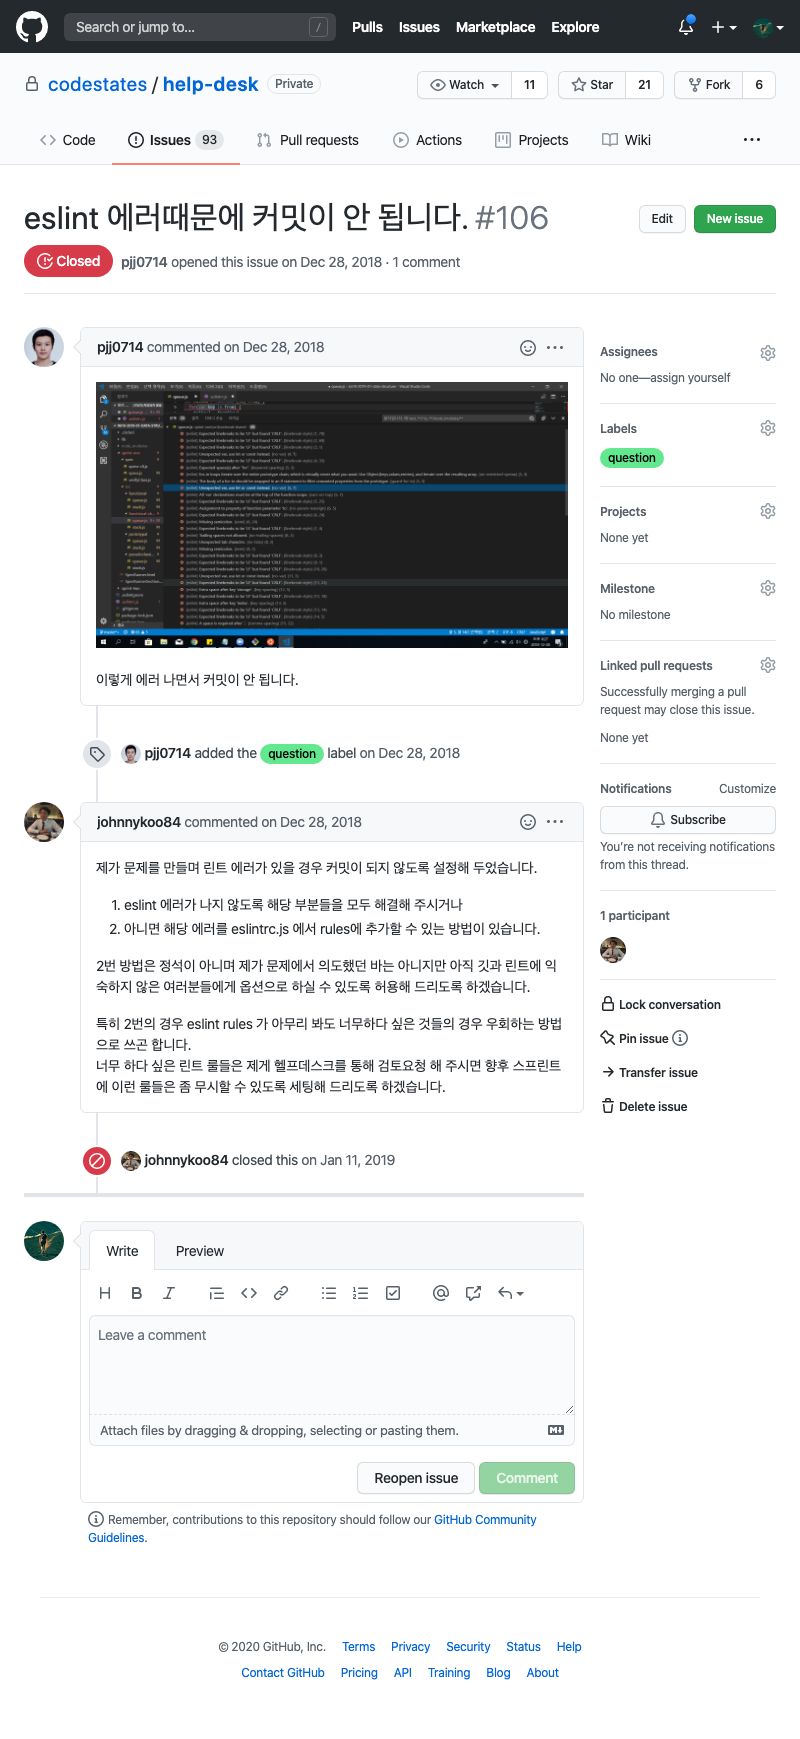 Search or jump to...
/
Pulls
Issues
Marketplace
Explore
codestates / help-desk
Private
Watch
11
Star
21
Fork
6
Code
Issues 93
Pull requests
Actions
Projects
Wiki
eslint 에러때문에 커밋이 안 됩니다. #106
Edit
New issue
Closed
pjj0714 opened this issue on Dec 28, 2018 · 1 comment
pjj0714 commented on Dec 28, 2018
이렇게 에러 나면서 커밋이 안 됩니다.
pjj0714 added the question label on Dec 28, 2018
johnnykoo84 commented on Dec 28, 2018
제가 문제를 만들며 린트 에러가 있을 경우 커밋이 되지 않도록 설정해 두었습니다.
1. eslint 에러가 나지 않도록 해당 부분들을 모두 해결해 주시거나
2. 아니면 해당 에러를 eslintrc.js 에서 rules에 추가할 수 있는 방법이 있습니다.
2번 방법은 정석이 아니며 제가 문제에서 의도했던 바는 아니지만 아직 깃과 린트에 익
숙하지 않은 여러분들에게 옵션으로 하실 수 있도록 허용해 드리도록 하겠습니다.
특히 2번의 경우 eslint rules 가 아무리 봐도 너무하다 싶은 것들의 경우 우회하는 방법
으로 쓰곤 합니다.
너무 하다 싶은 린트 룰들은 제게 헬프데스크를 통해 검토요청 해 주시면 향후 스프린트
에 이런 룰들은 좀 무시할 수 있도록 세팅해 드리도록 하겠습니다.
johnnykoo84 closed this on Jan 11, 2019
Assignees
No one—assign yourself
Labels
question
Projects
None yet
Milestone
No milestone
Linked pull requests
Successfully merging a pull
request may close this issue.
None yet
Notifications
Customize
Subscribe
You're not receiving notifications
from this thread.
1 participant
Lock conversation
Pin issue
Transfer issue
Delete issue
Write
Preview
Leave a comment
Attach files by dragging & dropping, selecting or pasting them.
Reopen issue
Comment
Remember, contributions to this repository should follow our GitHub Community
Guidelines.
© 2020 GitHub, Inc.
Terms
Privacy
Security
Status
Help
Contact GitHub
Pricing
API
Training
Blog
About